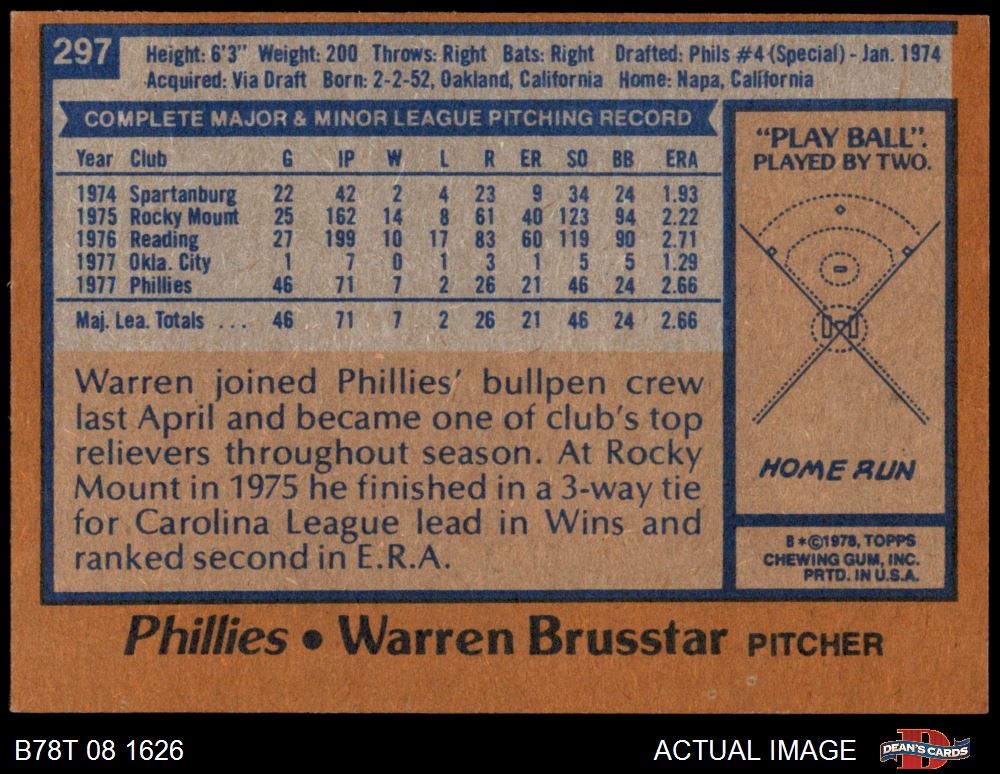 297
Height: 6'3" Weight: 200 Throws: Right Bats: Right Drafted: Phils #4 (Special) - Jan. 1974
Acquired: Via Draft Born: 2-2-52, Oakland, California Home: Napa, California
COMPLETE MAJOR & MINOR LEAGUE PITCHING RECORD
Year Club G IP W L R ER SO BB ERA
1974 Spartanburg 22 42 2 4 23 9 34 24 1.93
1975 Rocky Mount 25 162 14 8 61 40 123 94 2.22
1976 Reading 27 199 10 17 83 60 119 90 2.71
1977 Okla. City 1 7 0 1 3 1 5 5 1.29
1977 Phillies 46 71 7 2 26 21 46 24 2.66
Maj. Lea. Totals ... 46 71 7 2 26 21 46 24 2.66
Warren joined Phillies' bullpen crew
last April and became one of club's top
relievers throughout season. At Rocky
Mount in 1975 he finished in a 3-way tie
for Carolina League lead in Wins and
ranked second in E.R.A.
"PLAY BALL".
PLAYED BY TWO.
HOME RUN
B*©1978, TOPPS
CHEWING GUM, INC.
PRTD. IN U.S.A.
Phillies • Warren Brusstar PITCHER
B78T 08 1626
ACTUAL IMAGE
DEAN'S CARDS